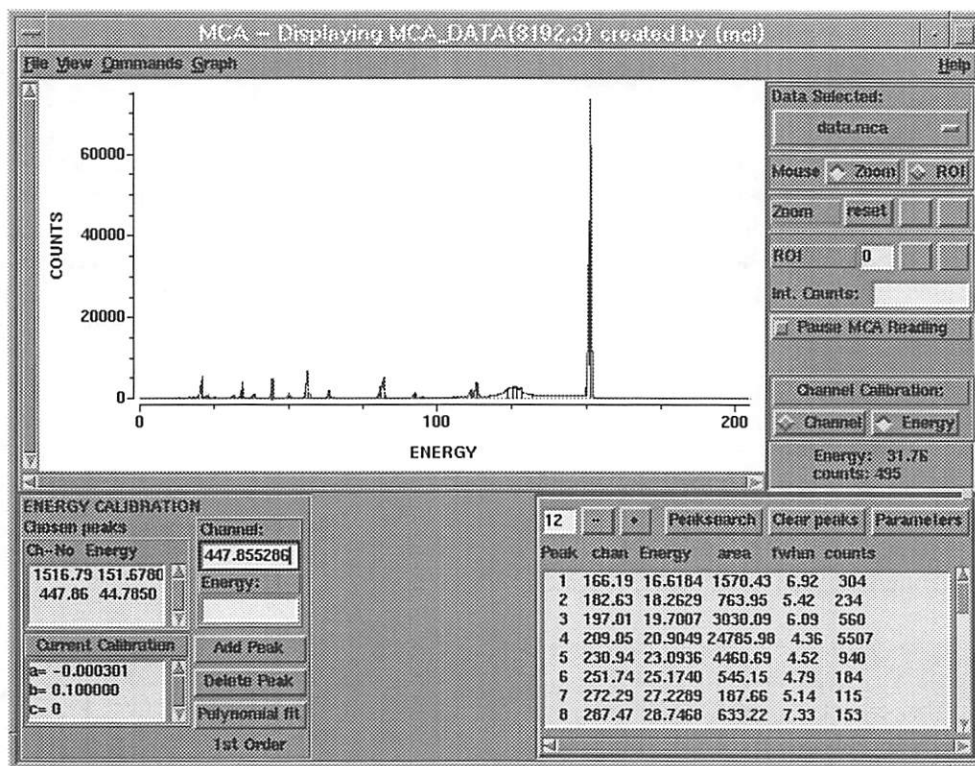 MCA - Displaying MCA_DATA(8192,3) created by (mcl)
File View Commands Graph Help
60000
40000
20000
0
COUNTS
0 100 200
ENERGY
Data Selected:
data.mca
Mouse Zoom ROI
Zoom reset
ROI 0
Int. Counts:
Pause MCA Reading
Channel Calibration:
Channel Energy
Energy: 31.76
counts: 495
ENERGY CALIBRATION
Chosen peaks
Ch-No Energy
1516.79 151.6780
447.86 44.7850
Current Calibration
a= -0.000301
b= 0.100000
c= 0
Channel:
447.855286
Energy:
Add Peak
Delete Peak
Polynomial fit
1st Order
12 - + Peaksearch Clear peaks Parameters
Peak chan Energy area fwhm counts
1 166.19 16.6184 1570.43 6.92 304
2 182.63 18.2629 763.95 5.42 234
3 197.01 19.7007 3030.09 6.09 560
4 209.05 20.9049 24785.98 4.36 5507
5 230.94 23.0936 4460.69 4.52 940
6 251.74 25.1740 545.15 4.79 184
7 272.29 27.2289 187.66 5.14 115
8 287.47 28.7468 633.22 7.33 153